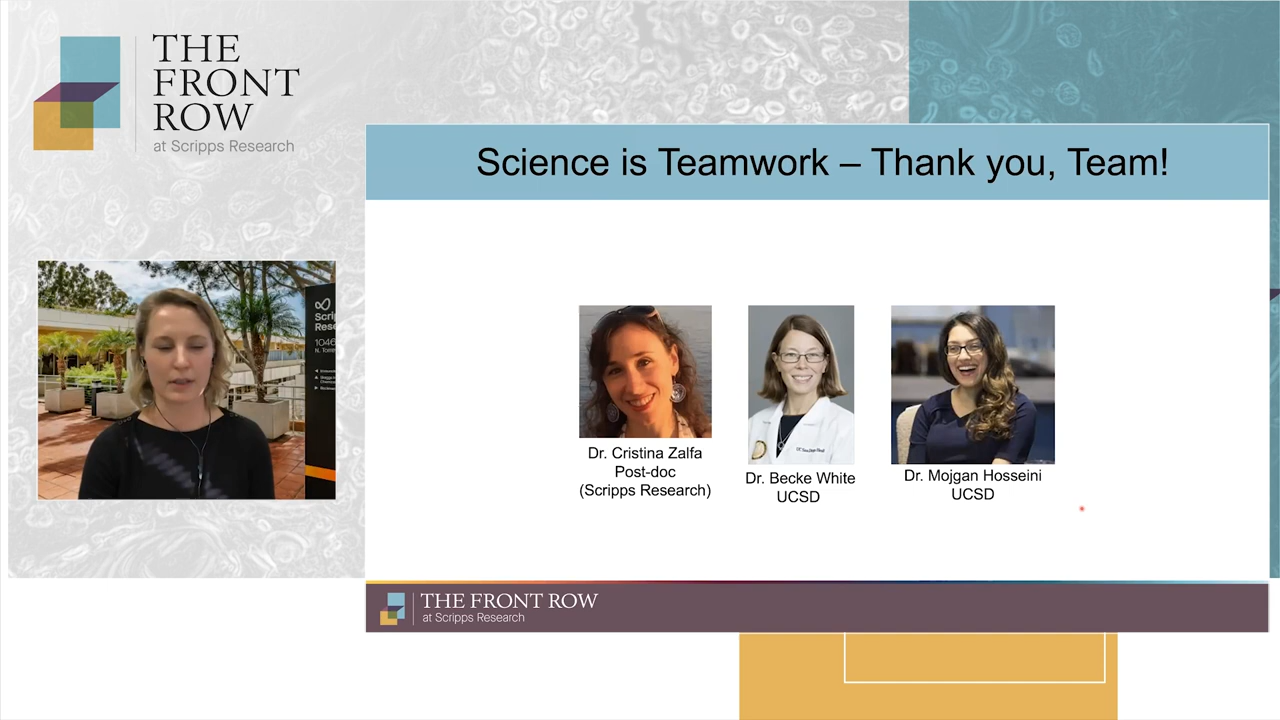 THE
FRONT
ROW
at Scripps Research
Science is Teamwork – Thank you, Team!
1046
Dr. Cristina Zalfa
Post-doc
(Scripps Research)
Dr. Becke White
UCSD
Dr. Mojgan Hosseini
UCSD
THE FRONT ROW
at Scripps Research